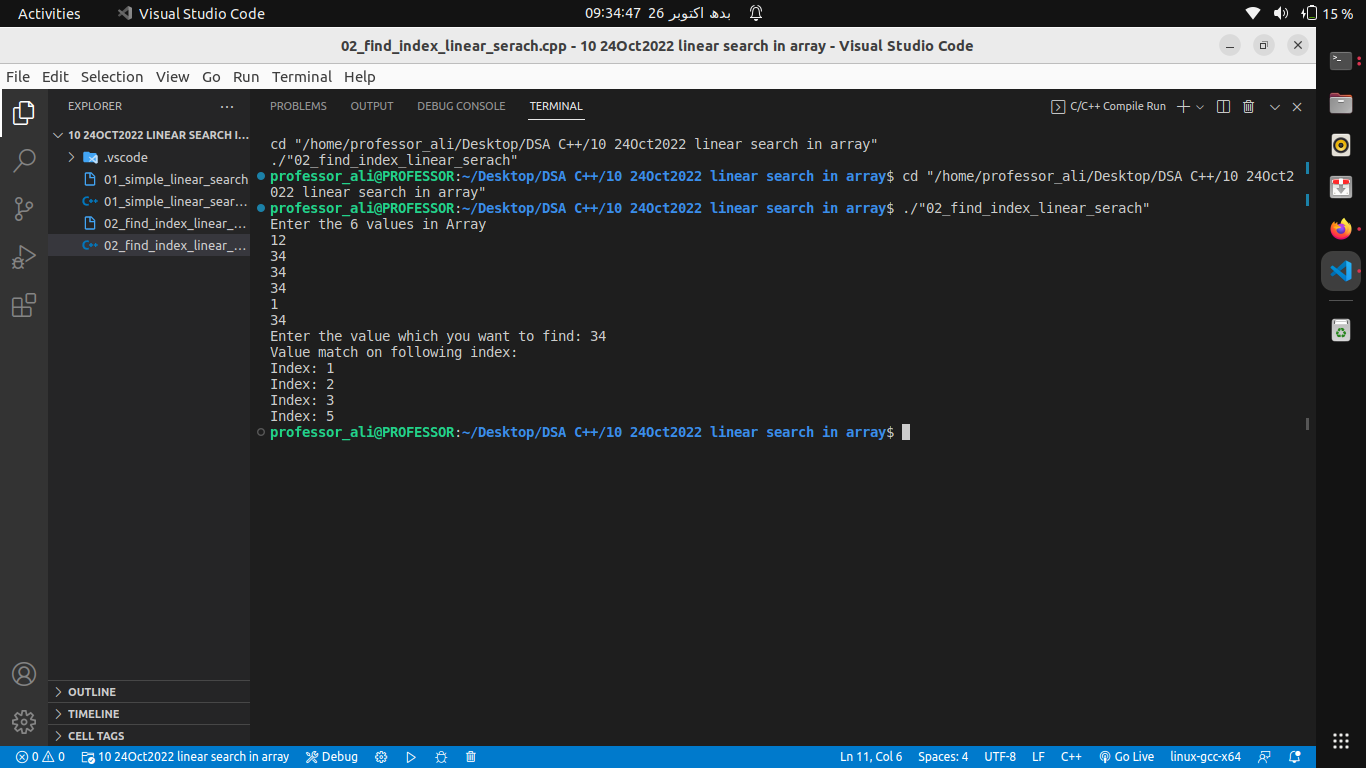 Activities Visual Studio Code 09:34:47 26 بدھ اکتوبر 15 %
02_find_index_linear_serach.cpp - 10 24Oct2022 linear search in array - Visual Studio Code
File Edit Selection View Go Run Terminal Help
EXPLORER ··· PROBLEMS OUTPUT DEBUG CONSOLE TERMINAL C/C++ Compile Run
10 24OCT2022 LINEAR SEARCH I...
.vscode
01_simple_linear_search
01_simple_linear_sear...
02_find_index_linear_...
02_find_index_linear_...
cd "/home/professor_ali/Desktop/DSA C++/10 24Oct2022 linear search in array"
./"02_find_index_linear_serach"
professor_ali@PROFESSOR:~/Desktop/DSA C++/10 24Oct2022 linear search in array$ cd "/home/professor_ali/Desktop/DSA C++/10 24Oct2
022 linear search in array"
professor_ali@PROFESSOR:~/Desktop/DSA C++/10 24Oct2022 linear search in array$ ./"02_find_index_linear_serach"
Enter the 6 values in Array
12
34
34
34
1
34
Enter the value which you want to find: 34
Value match on following index:
Index: 1
Index: 2
Index: 3
Index: 5
professor_ali@PROFESSOR:~/Desktop/DSA C++/10 24Oct2022 linear search in array$
OUTLINE
TIMELINE
CELL TAGS
0 0 10 24Oct2022 linear search in array Debug Ln 11, Col 6 Spaces: 4 UTF-8 LF C++ Go Live linux-gcc-x64